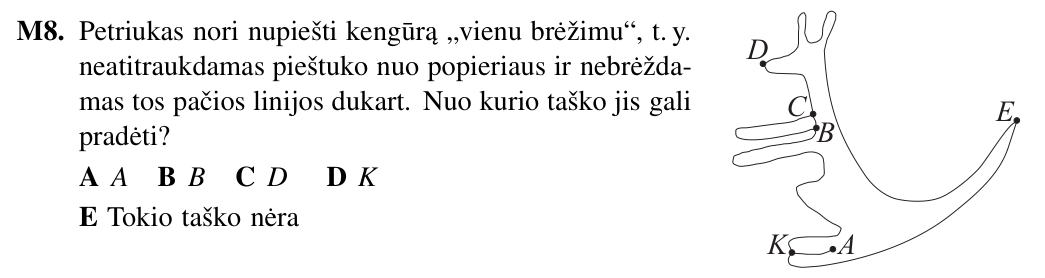 M8. Petriukas nori nupiešti kengūrą „vienu brėžimu“, t. y.
neatitraukdamas pieštuko nuo popieriaus ir nebrėžda-
mas tos pačios linijos dukart. Nuo kurio taško jis gali
pradėti?
A A B B C D D K
E Tokio taško nėra
D
C
B
E
K
A